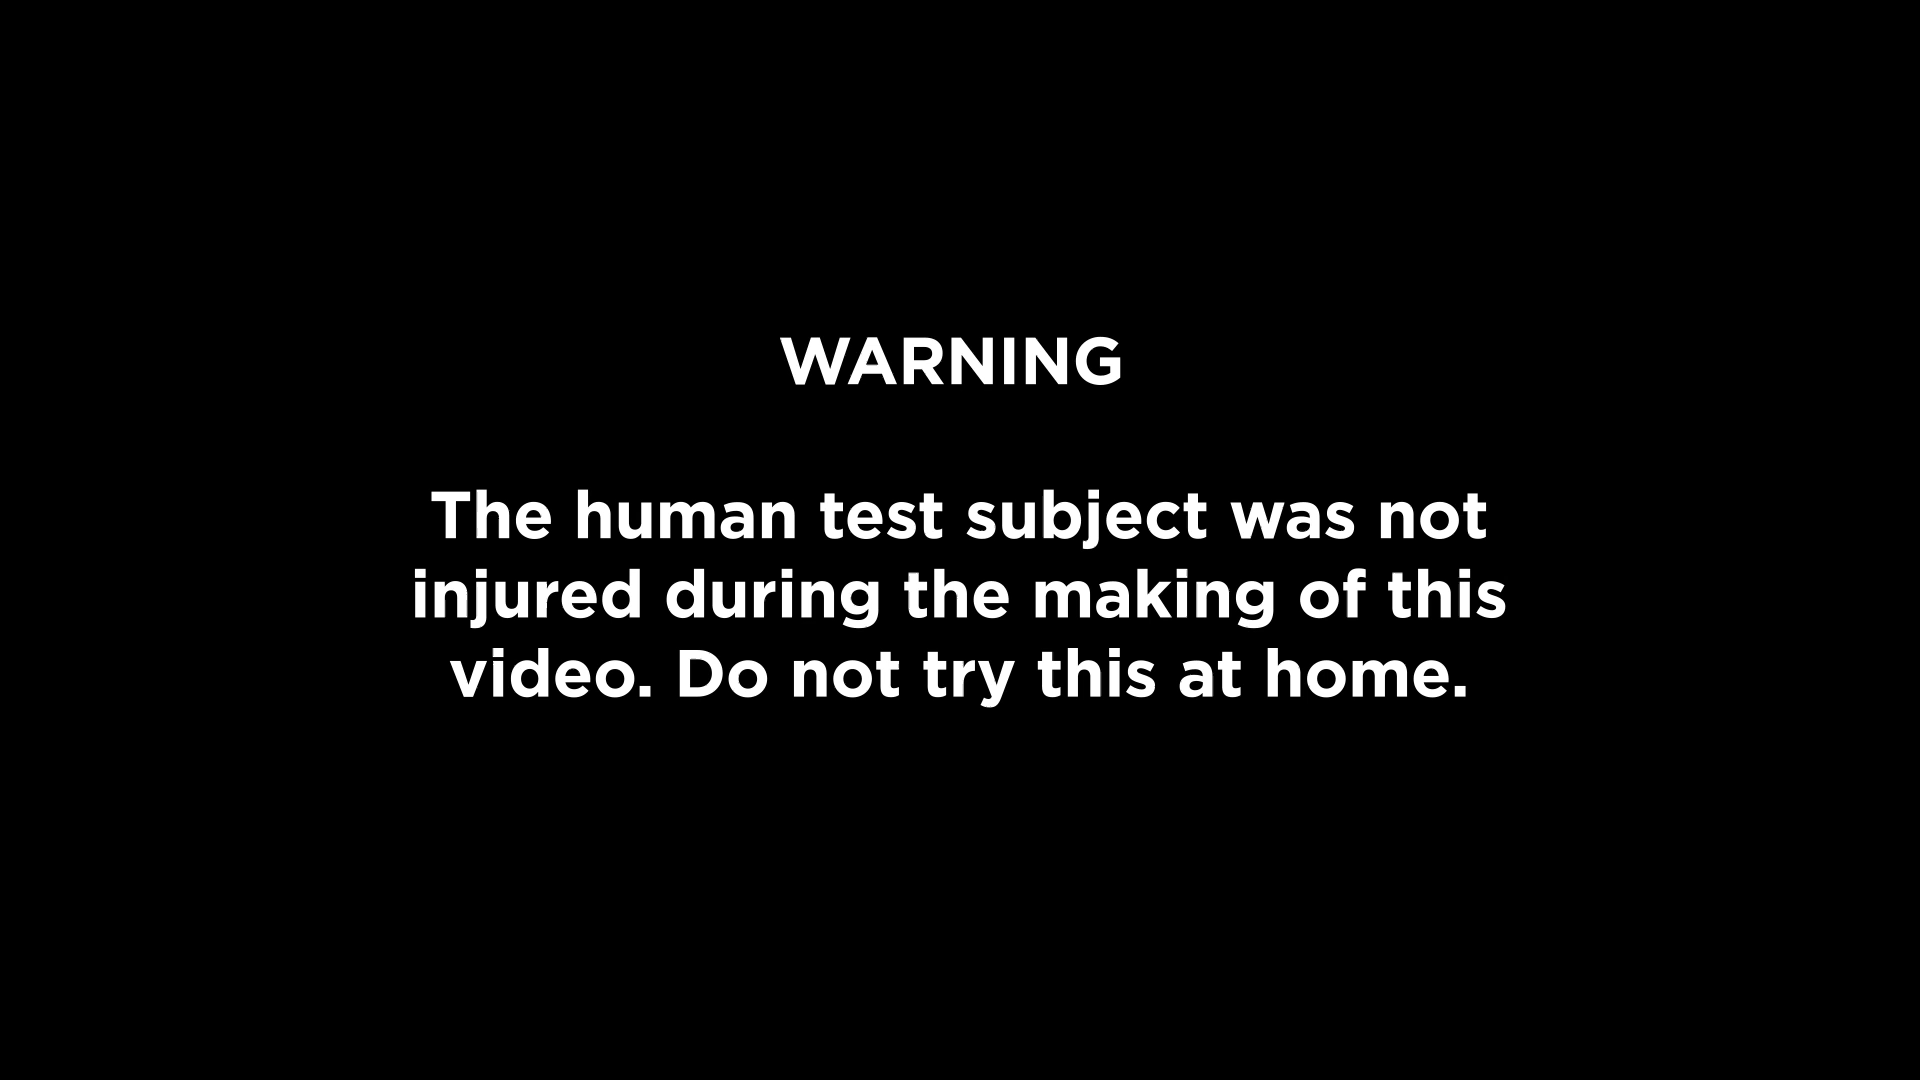 WARNING
The human test subject was not
injured during the making of this
video. Do not try this at home.